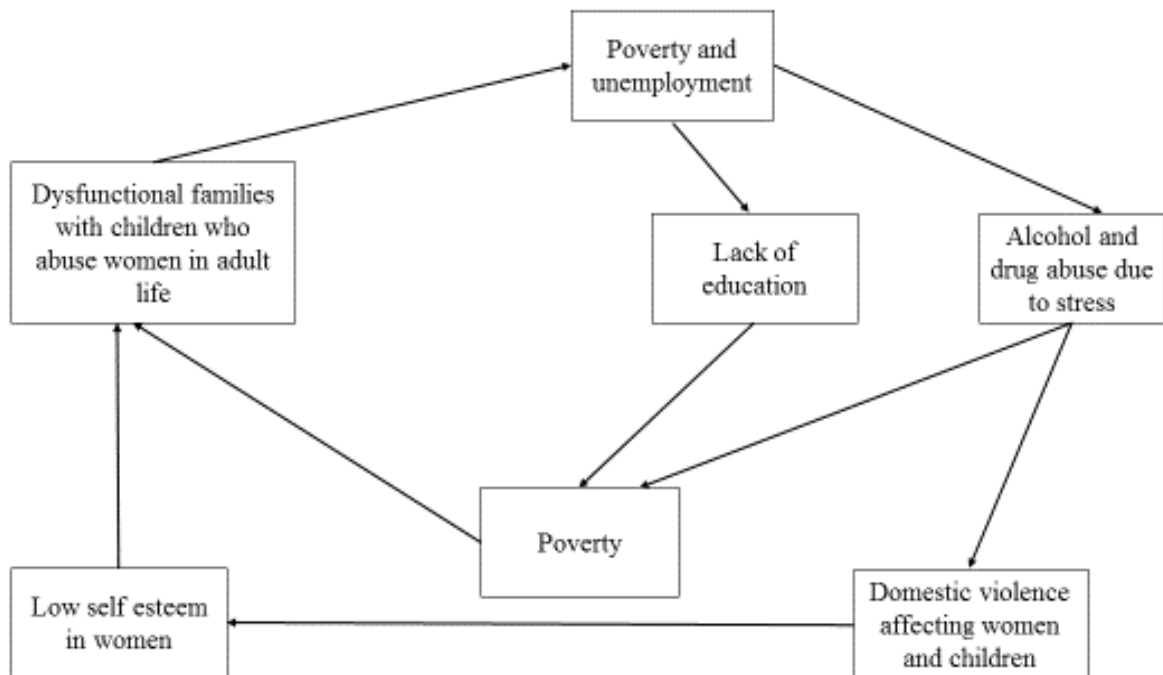 Poverty and
unemployment
Dysfunctional families
with children who
abuse women in adult
life
Lack of
education
Alcohol and
drug abuse due
to stress
Poverty
Low self esteem
in women
Domestic violence
affecting women
and children